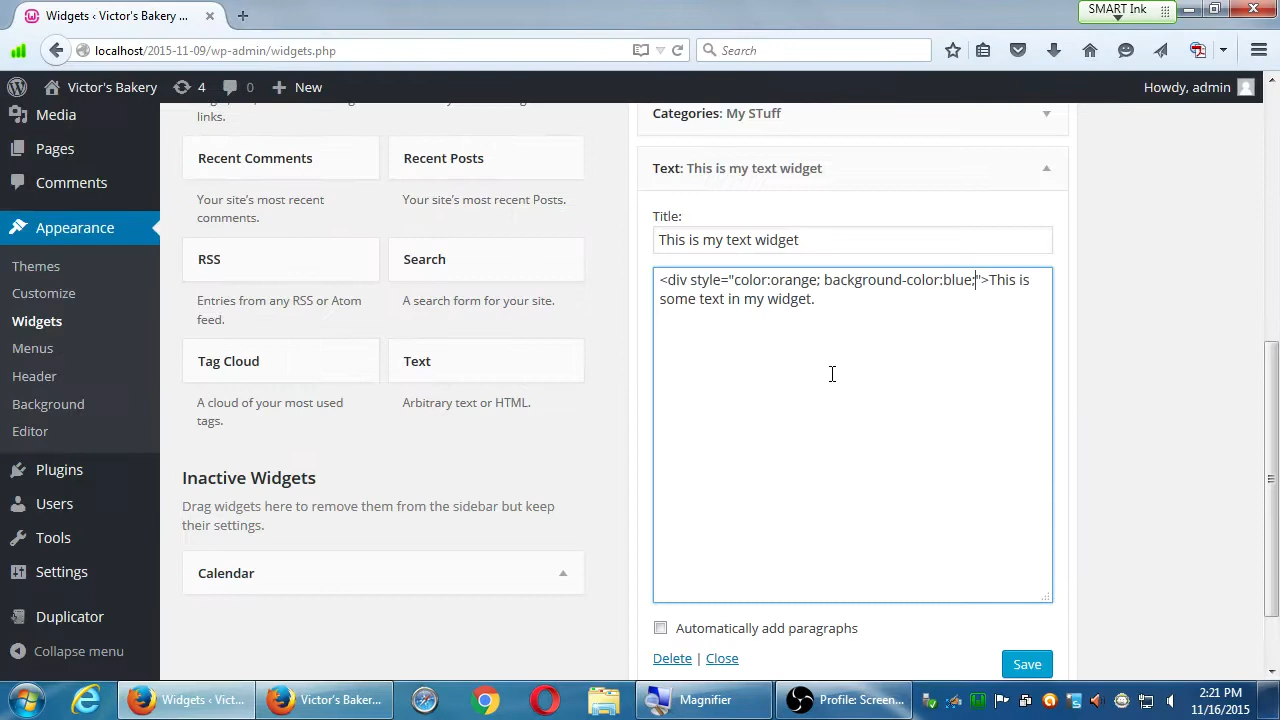 Widgets ‹ Victor's Bakery ...
SMART Ink
localhost/2015-11-09/wp-admin/widgets.php
Search
Victor's Bakery
4
0
New
Howdy, admin
Media
Pages
Comments
Appearance
Themes
Customize
Widgets
Menus
Header
Background
Editor
Plugins
Users
Tools
Settings
Duplicator
Collapse menu
links.
Recent Comments
Your site's most recent
comments.
Recent Posts
Your site's most recent Posts.
RSS
Entries from any RSS or Atom
feed.
Search
A search form for your site.
Tag Cloud
A cloud of your most used
tags.
Text
Arbitrary text or HTML.
Inactive Widgets
Drag widgets here to remove them from the sidebar but keep
their settings.
Calendar
Categories: My STuff
Text: This is my text widget
Title:
This is my text widget
<div style="color:orange; background-color:blue;">This is
some text in my widget.
Automatically add paragraphs
Delete | Close
Save
Widgets ‹ Vict...
Victor's Bakery...
Magnifier
Profile: Screen...
2:21 PM
11/16/2015